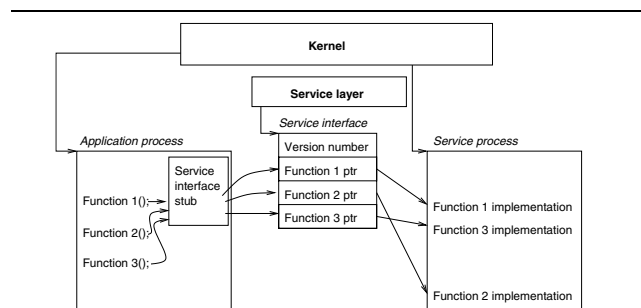 Kernel
Service layer
Application process
Service interface
Service process
Version number
Service
interface
stub
Function 1 ptr
Function 2 ptr
Function 3 ptr
Function 1();
Function 2();
Function 3();
Function 1 implementation
Function 3 implementation
Function 2 implementation